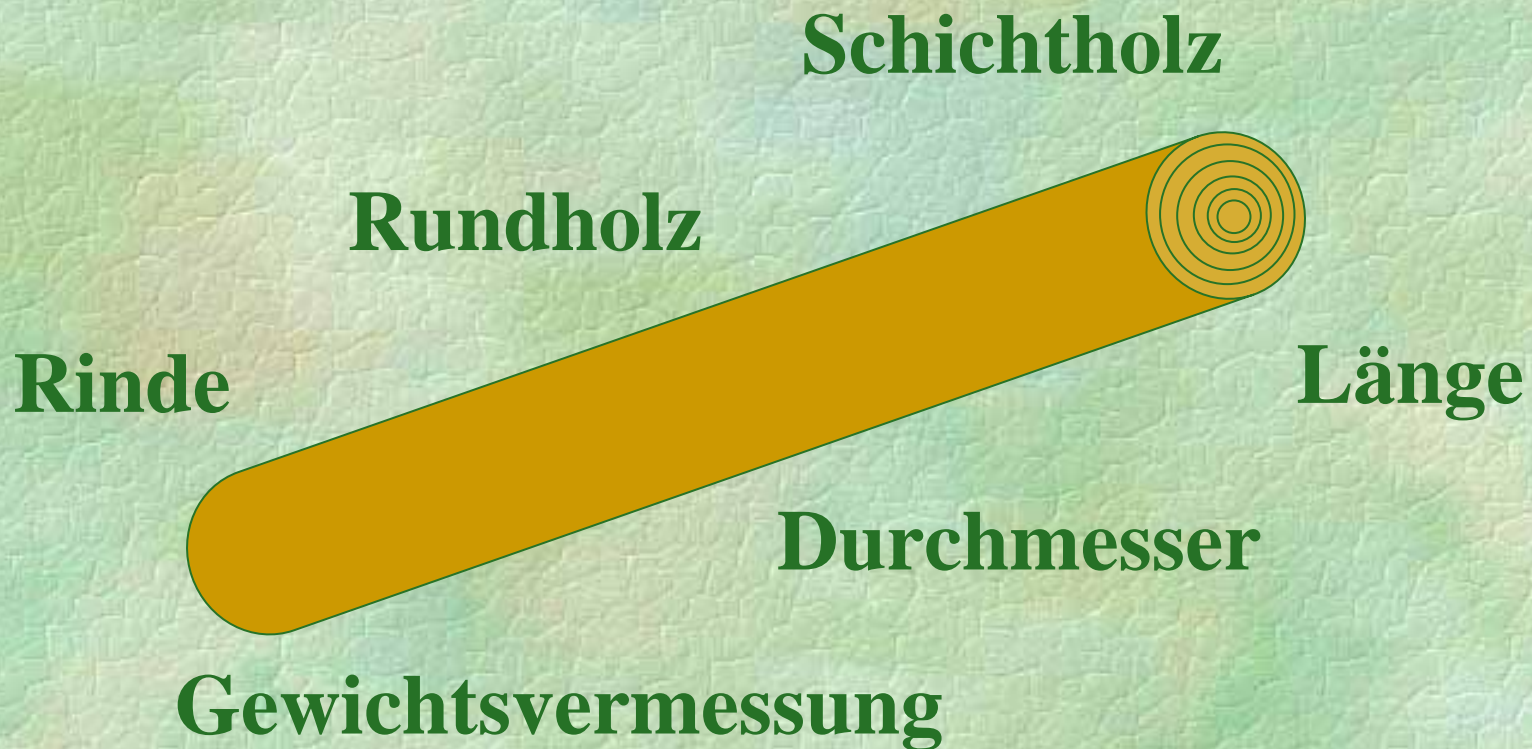 Schichtholz
Rundholz
Rinde
Länge
Durchmesser
Gewichtsvermessung